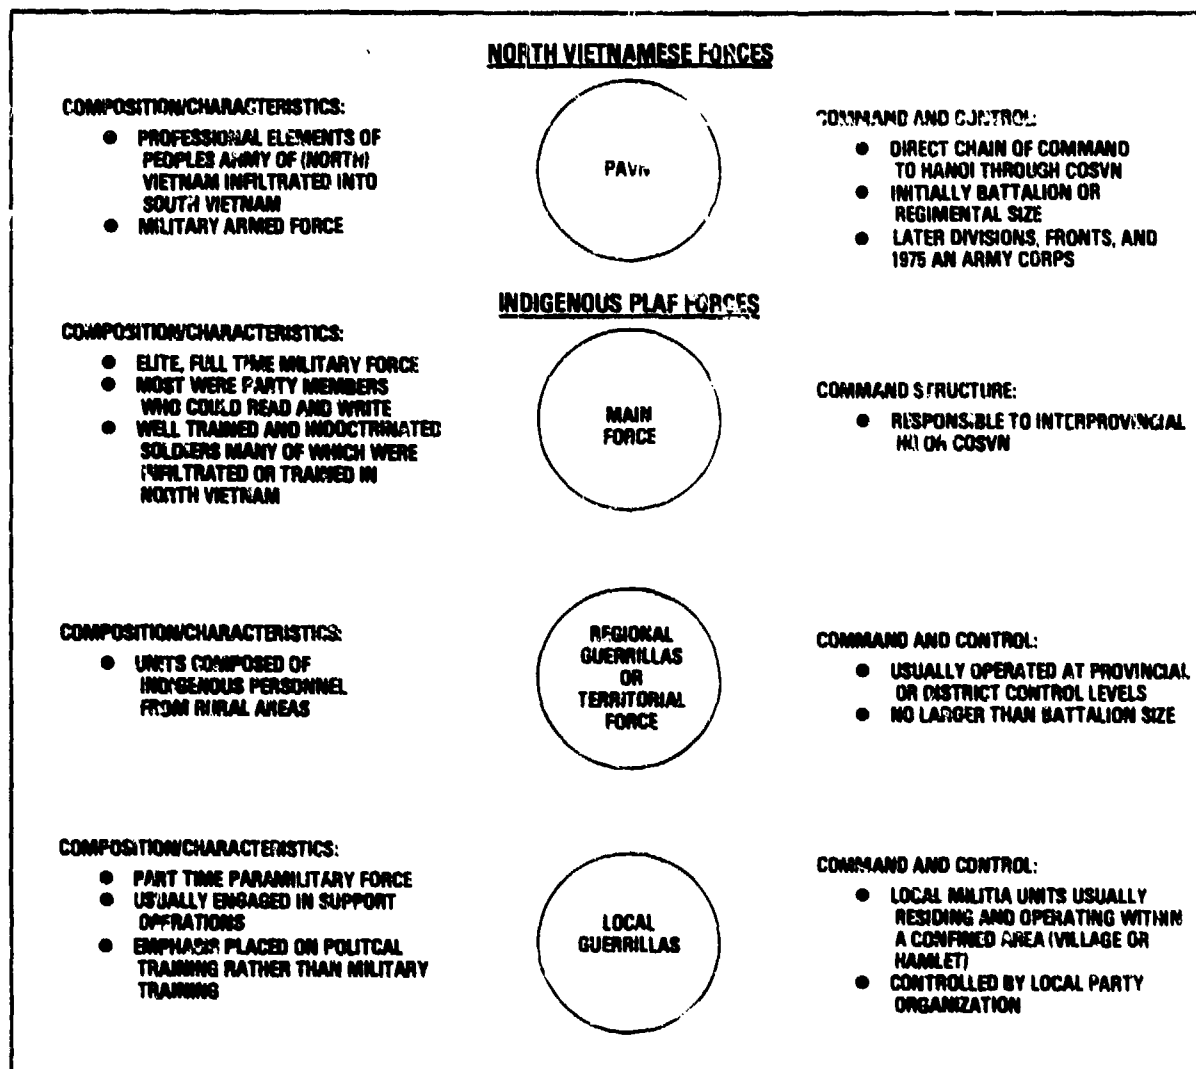 NORTH VIETNAMESE FORCES
COMPOSITION/CHARACTERISTICS:
● PROFESSIONAL ELEMENTS OF
PEOPLES ARMY OF (NORTH)
VIETNAM INFILTRATED INTO
SOUTH VIETNAM
● MILITARY ARMED FORCE
PAVN
COMMAND AND CONTROL:
● DIRECT CHAIN OF COMMAND
TO HANOI THROUGH COSVN
● INITIALLY BATTALION OR
REGIMENTAL SIZE
● LATER DIVISIONS, FRONTS, AND
1975 AN ARMY CORPS
INDIGENOUS PLAF FORCES
COMPOSITION/CHARACTERISTICS:
● ELITE, FULL TIME MILITARY FORCE
● MOST WERE PARTY MEMBERS
WHO COULD READ AND WRITE
● WELL TRAINED AND INDOCTRINATED
SOLDIERS MANY OF WHICH WERE
INFILTRATED OR TRAINED IN
NORTH VIETNAM
MAIN
FORCE
COMMAND STRUCTURE:
● RESPONSIBLE TO INTERPROVINCIAL
OR COSVN
COMPOSITION/CHARACTERISTICS:
● UNITS COMPOSED OF
INDIGENOUS PERSONNEL
FROM RURAL AREAS
REGIONAL
GUERRILLAS
OR
TERRITORIAL
FORCE
COMMAND AND CONTROL:
● USUALLY OPERATED AT PROVINCIAL
OR DISTRICT CONTROL LEVELS
● NO LARGER THAN BATTALION SIZE
COMPOSITION/CHARACTERISTICS:
● PART TIME PARAMILITARY FORCE
● USUALLY ENGAGED IN SUPPORT
OPERATIONS
● EMPHASIS PLACED ON POLITCAL
TRAINING RATHER THAN MILITARY
TRAINING
LOCAL
GUERRILLAS
COMMAND AND CONTROL:
● LOCAL MILITIA UNITS USUALLY
RESIDING AND OPERATING WITHIN
A CONFINED AREA (VILLAGE OR
HAMLET)
● CONTROLLED BY LOCAL PARTY
ORGANIZATION